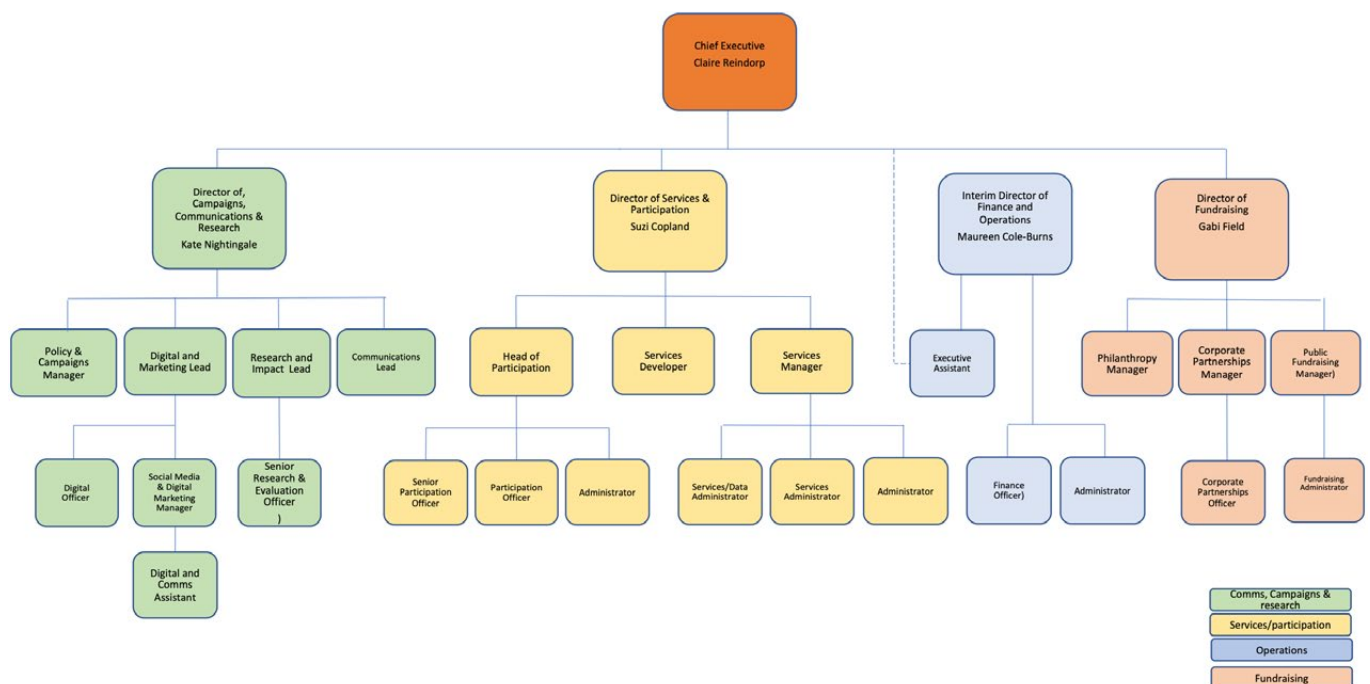 Chief Executive
Claire Reindorp
Director of,
Campaigns,
Communications &
Research
Kate Nightingale
Director of Services &
Participation
Suzi Copland
Interim Director of
Finance and
Operations
Maureen Cole-Burns
Director of
Fundraising
Gabi Field
Policy &
Campaigns
Manager
Digital and
Marketing Lead
Research and
Impact Lead
Communications
Lead
Head of
Participation
Services
Developer
Services
Manager
Executive
Assistant
Philanthropy
Manager
Corporate
Partnerships
Manager
Public
Fundraising
Manager)
Digital
Officer
Social Media
& Digital
Marketing
Manager
Senior
Research &
Evaluation
Officer
)
Senior
Participation
Officer
Participation
Officer
Administrator
Services/Data
Administrator
Services
Administrator
Administrator
Finance
Officer)
Administrator
Corporate
Partnerships
Officer
Fundraising
Administrator
Digital and
Comms
Assistant
Comms, Campaigns &
research
Services/participation
Operations
Fundraising